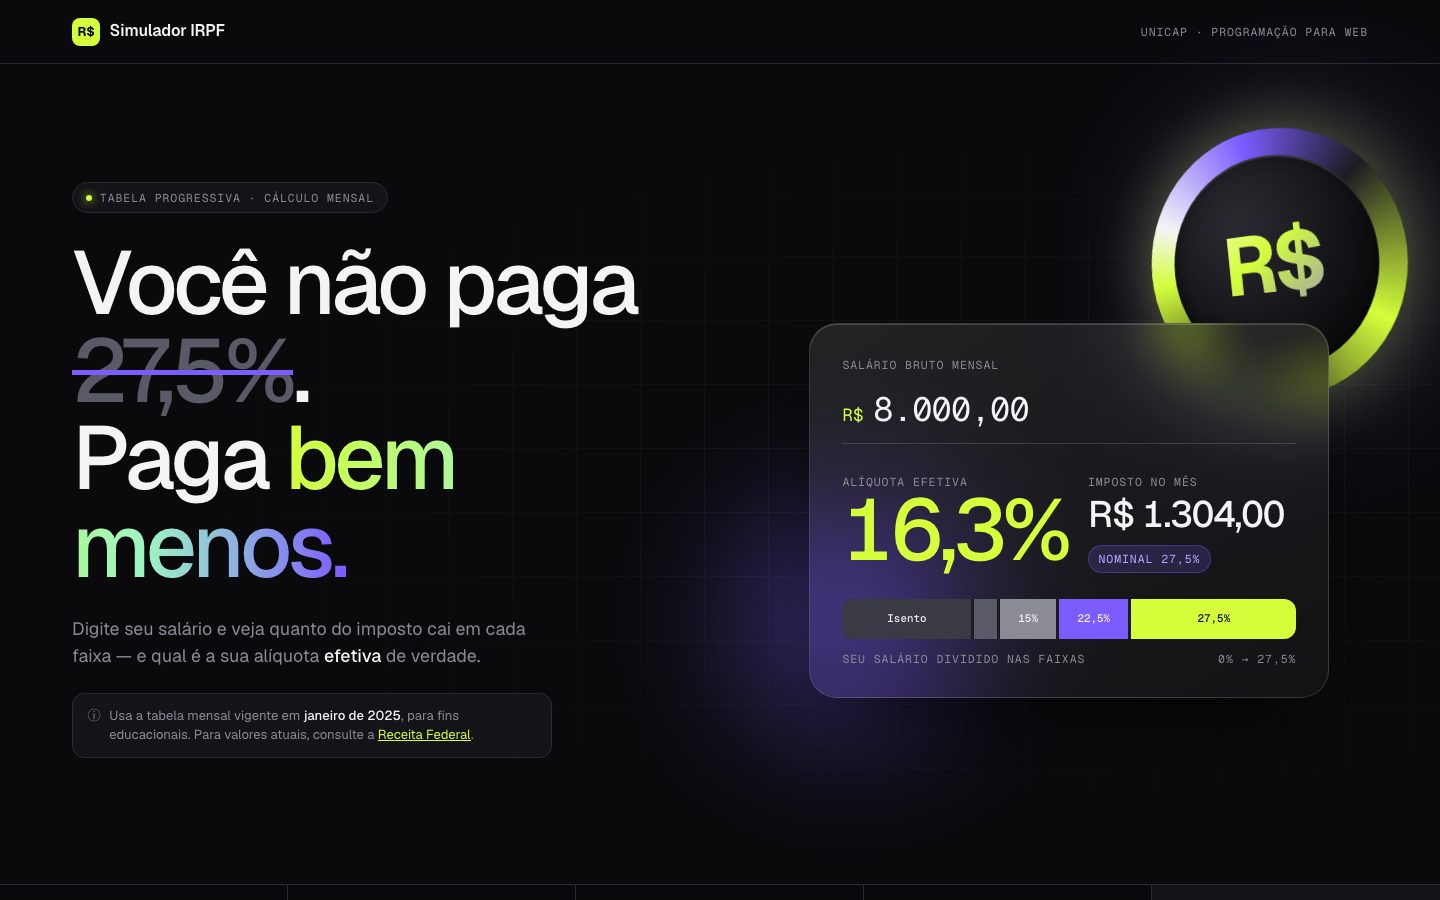 R$ Simulador IRPF
UNICAP · PROGRAMAÇÃO PARA WEB
TABELA PROGRESSIVA · CÁLCULO MENSAL
Você não paga
27,5%.
Paga bem
menos.
Digite seu salário e veja quanto do imposto cai em cada
faixa — e qual é a sua alíquota efetiva de verdade.
ⓘ Usa a tabela mensal vigente em janeiro de 2025, para fins
educacionais. Para valores atuais, consulte a Receita Federal.
R$
SALÁRIO BRUTO MENSAL
R$ 8.000,00
ALÍQUOTA EFETIVA
16,3%
IMPOSTO NO MÊS
R$ 1.304,00
NOMINAL 27,5%
Isento 15% 22,5% 27,5%
SEU SALÁRIO DIVIDIDO NAS FAIXAS 0% → 27,5%